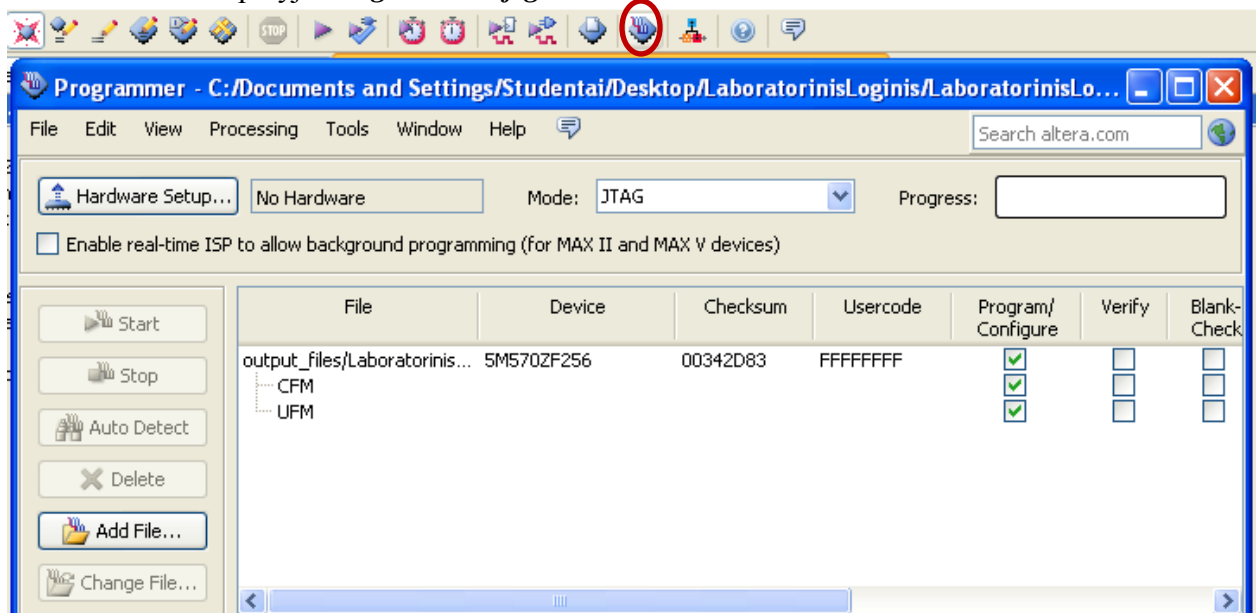 STOP
Programmer - C:/Documents and Settings/Studentai/Desktop/LaboratorinisLoginis/LaboratorinisLo...
File Edit View Processing Tools Window Help Search altera.com
Hardware Setup... No Hardware Mode: JTAG Progress:
Enable real-time ISP to allow background programming (for MAX II and MAX V devices)
File Device Checksum Usercode Program/ Verify Blank-
Configure Check
Start
output_files/Laboratorinis... 5M570ZF256 00342D83 FFFFFFFF
CFM
Stop
UFM
Auto Detect
Delete
Add File...
Change File...